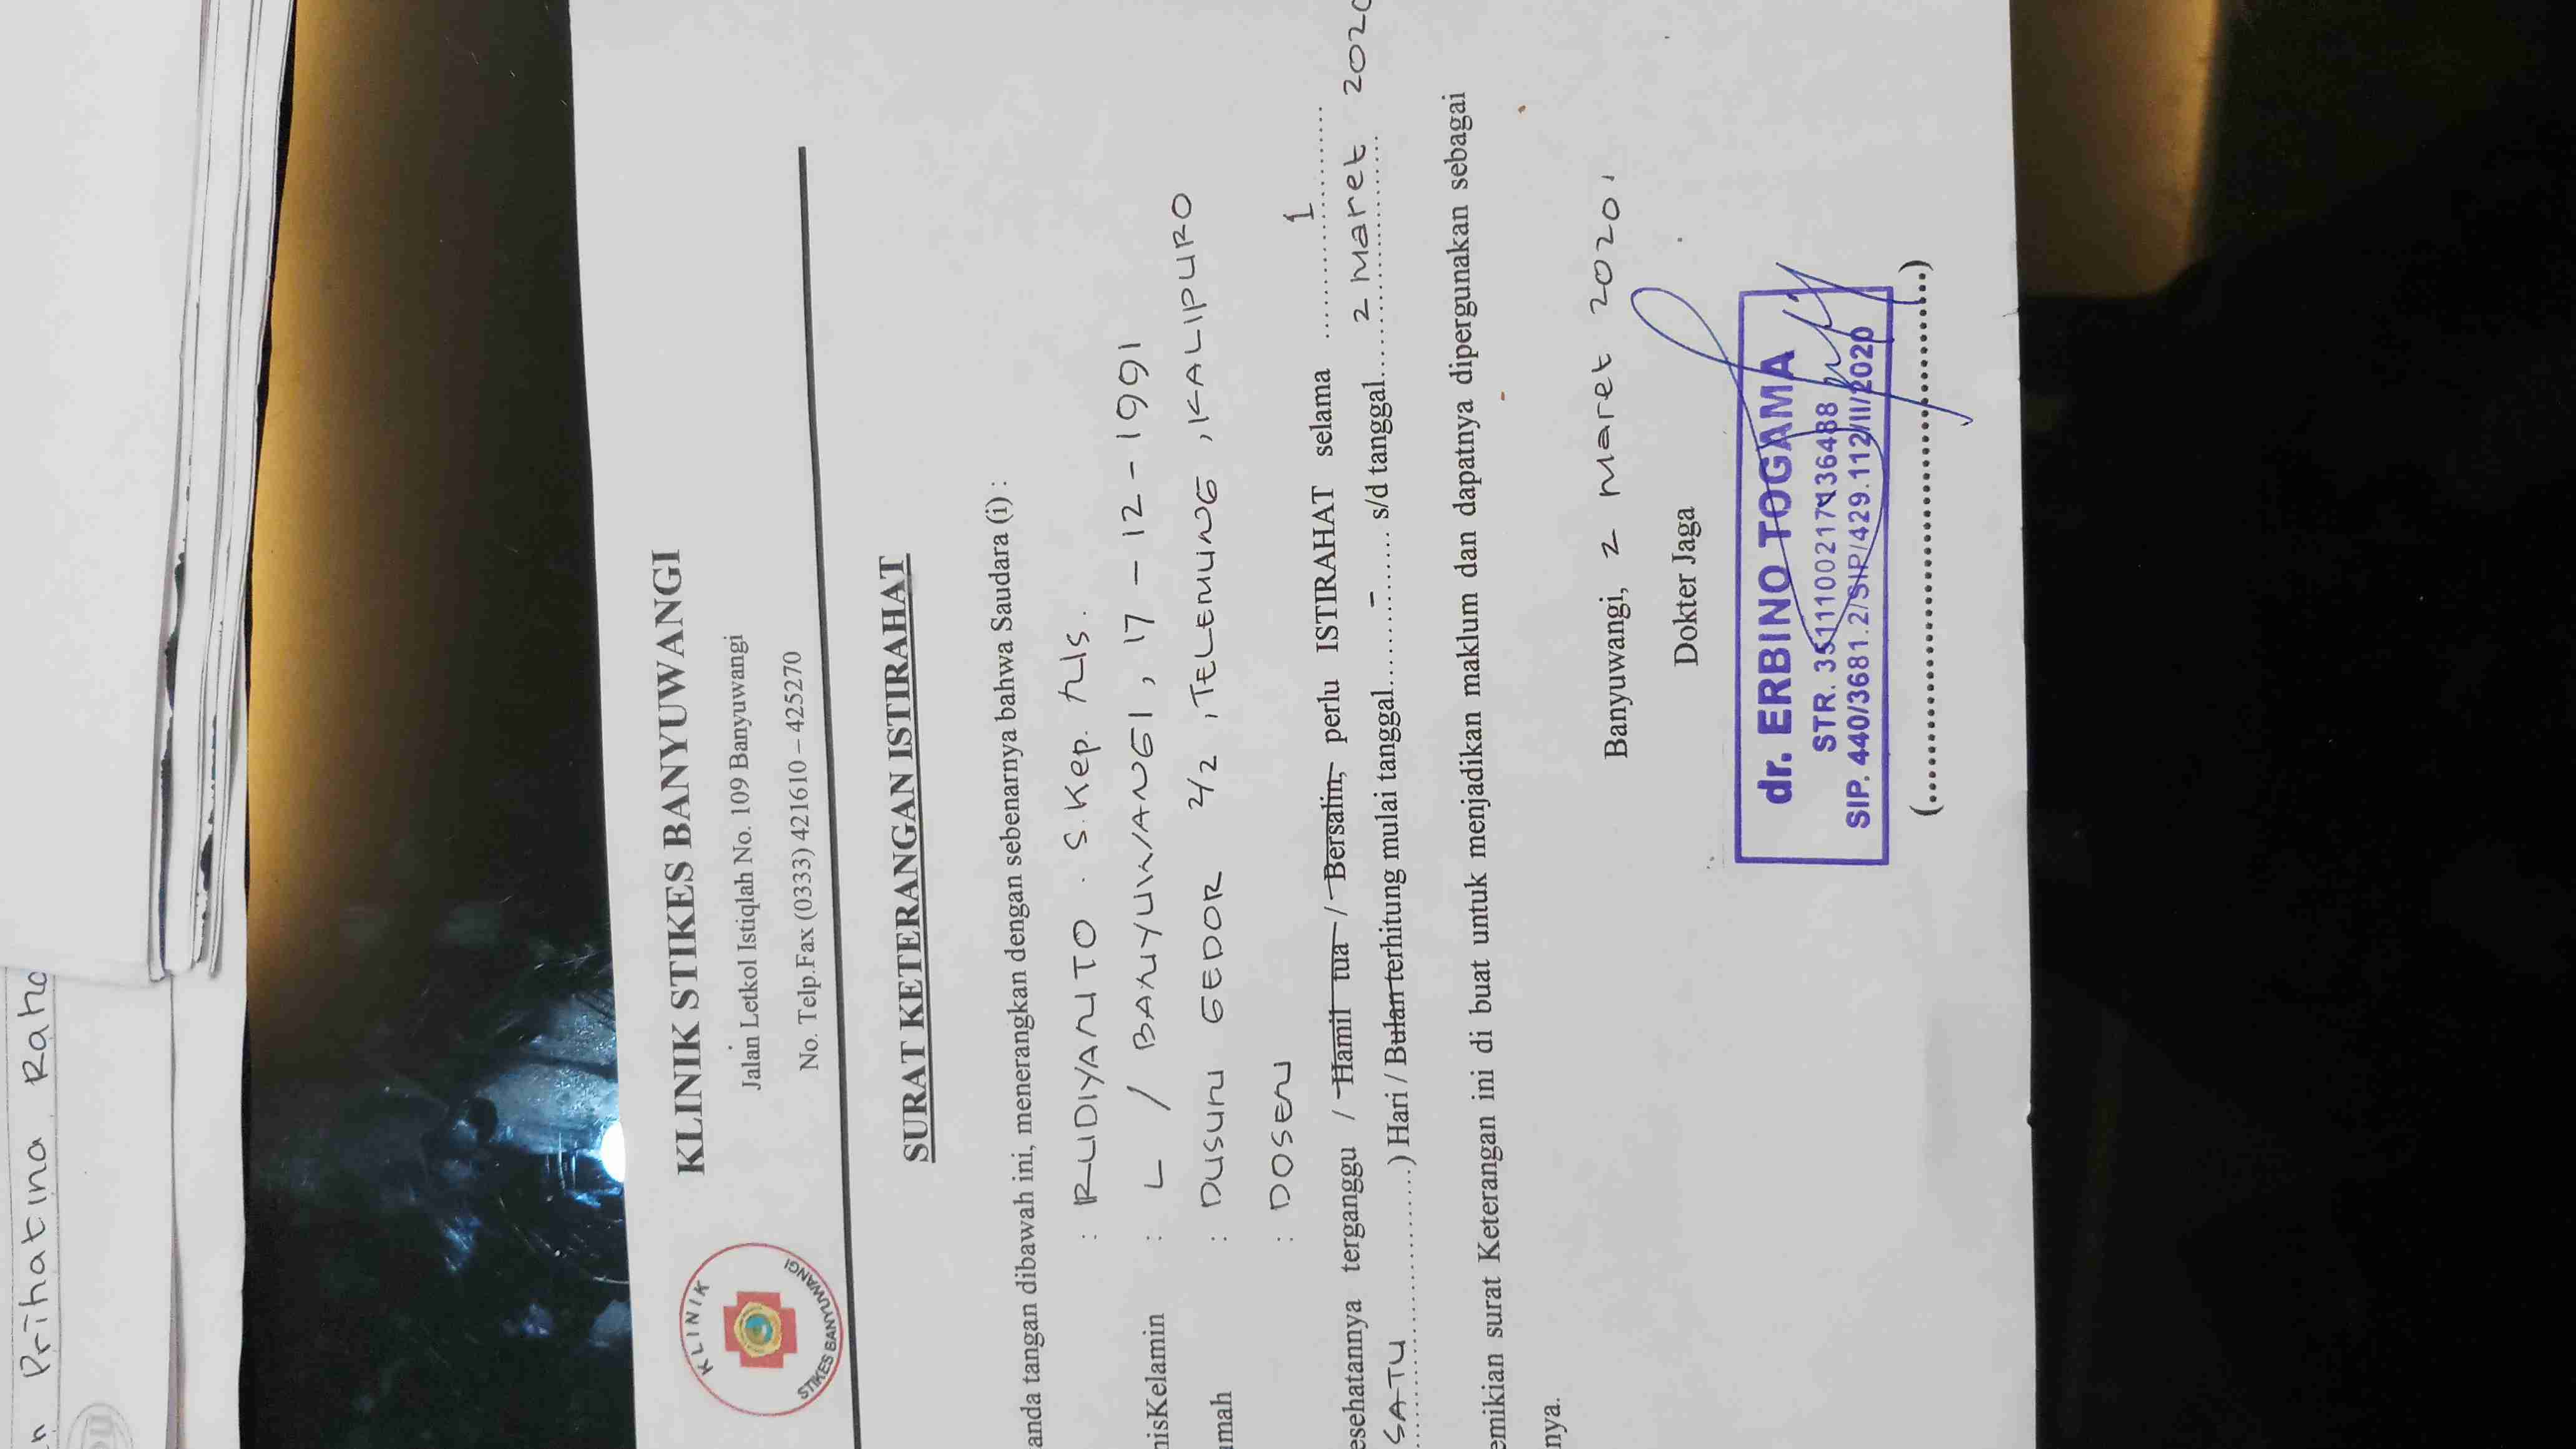 n Prihatina Raha
KLINIK
STIKES BANYUWANGI
KLINIK STIKES BANYUWANGI
Jalan Letkol Istiqlah No. 109 Banyuwangi
No. Telp.Fax (0333) 421610 – 425270
SURAT KETERANGAN ISTIRAHAT
anda tangan dibawah ini, menerangkan dengan sebenarnya bahwa Saudara (i) :
: RUDIYANTO . S.Kep. Ns.
nisKelamin : L / BANYUWANGI, 17 - 12 - 1991
mah : DUSUN GEDOR 2/2 , TELEMUNG , KALIPURO
: DOSEN
esehatannya terganggu / Hamil tua / Bersalin, perlu ISTIRAHAT selama ....1....
SATU ....) Hari / Bulan terhitung mulai tanggal....-.... s/d tanggal....2 Maret 2020
emikian surat Keterangan ini di buat untuk menjadikan maklum dan dapatnya dipergunakan sebagai
nya.
Banyuwangi, 2 Maret 2020.
Dokter Jaga
dr. ERBINO TOGAMA
STR. 3511100217136488
SIP. 440/3681.2/SIP/429.112/II/2020
(............................................)